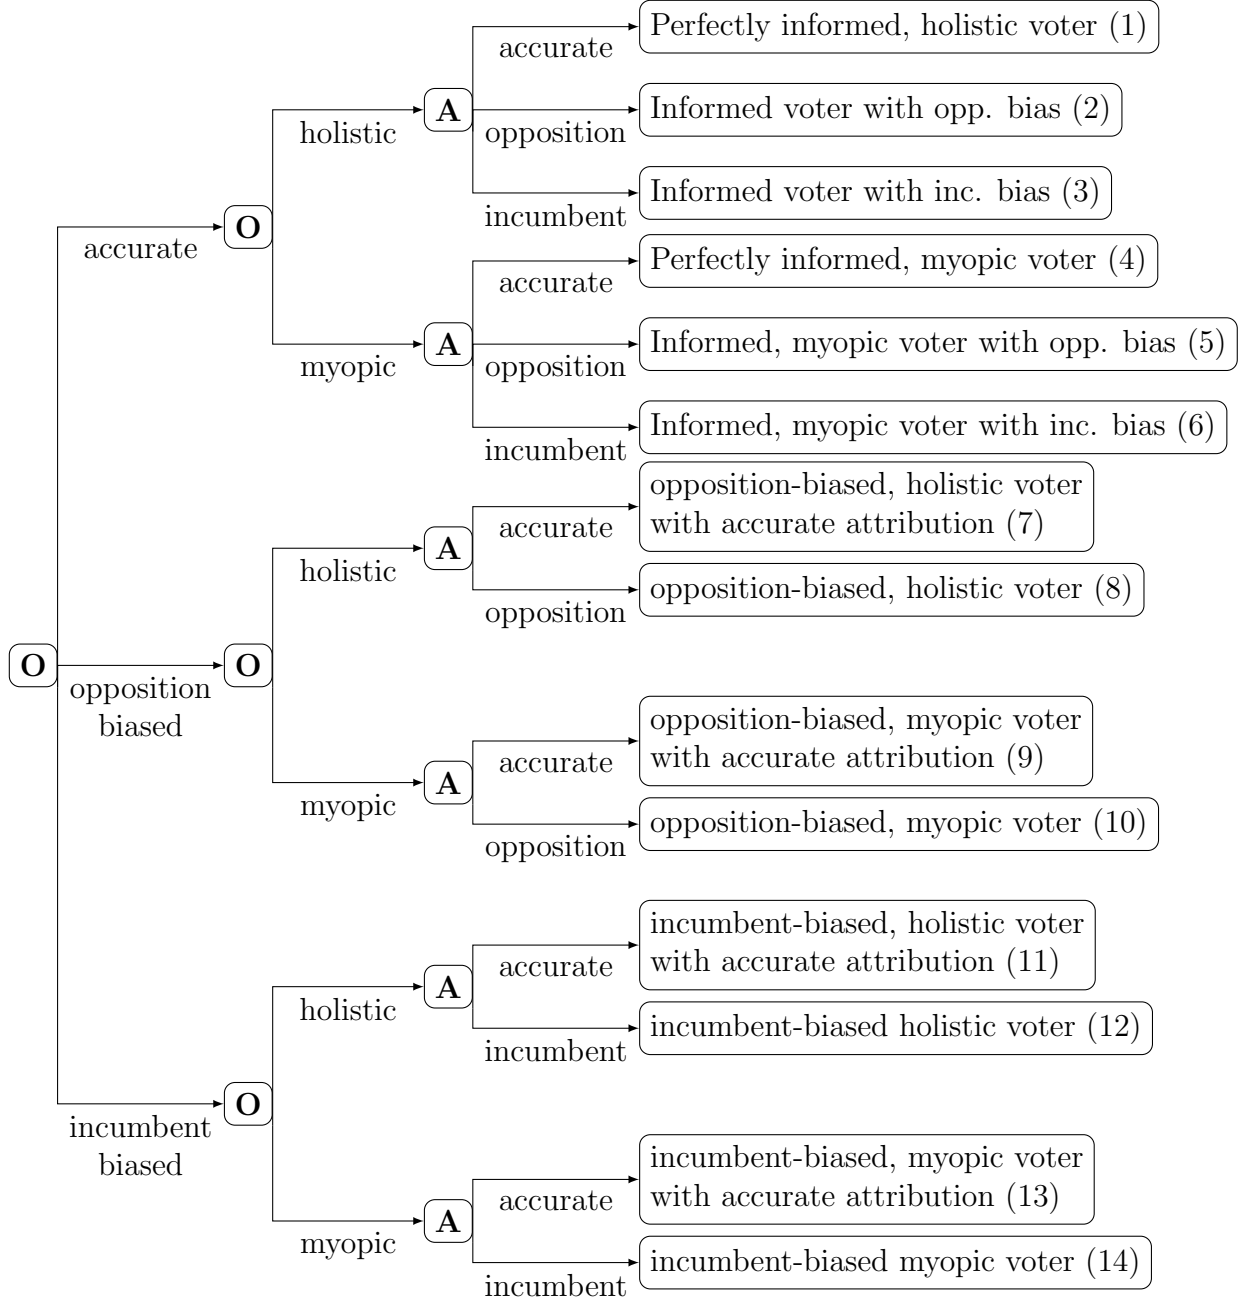 accurate
Perfectly informed, holistic voter (1)
holistic
A
opposition
Informed voter with opp. bias (2)
incumbent
Informed voter with inc. bias (3)
accurate
O
accurate
Perfectly informed, myopic voter (4)
myopic
A
opposition
Informed, myopic voter with opp. bias (5)
incumbent
Informed, myopic voter with inc. bias (6)
O
opposition
biased
O
holistic
A
accurate
opposition-biased, holistic voter
with accurate attribution (7)
opposition
opposition-biased, holistic voter (8)
myopic
A
accurate
opposition-biased, myopic voter
with accurate attribution (9)
opposition
opposition-biased, myopic voter (10)
incumbent
biased
O
holistic
A
accurate
incumbent-biased, holistic voter
with accurate attribution (11)
incumbent
incumbent-biased holistic voter (12)
myopic
A
accurate
incumbent-biased, myopic voter
with accurate attribution (13)
incumbent
incumbent-biased myopic voter (14)